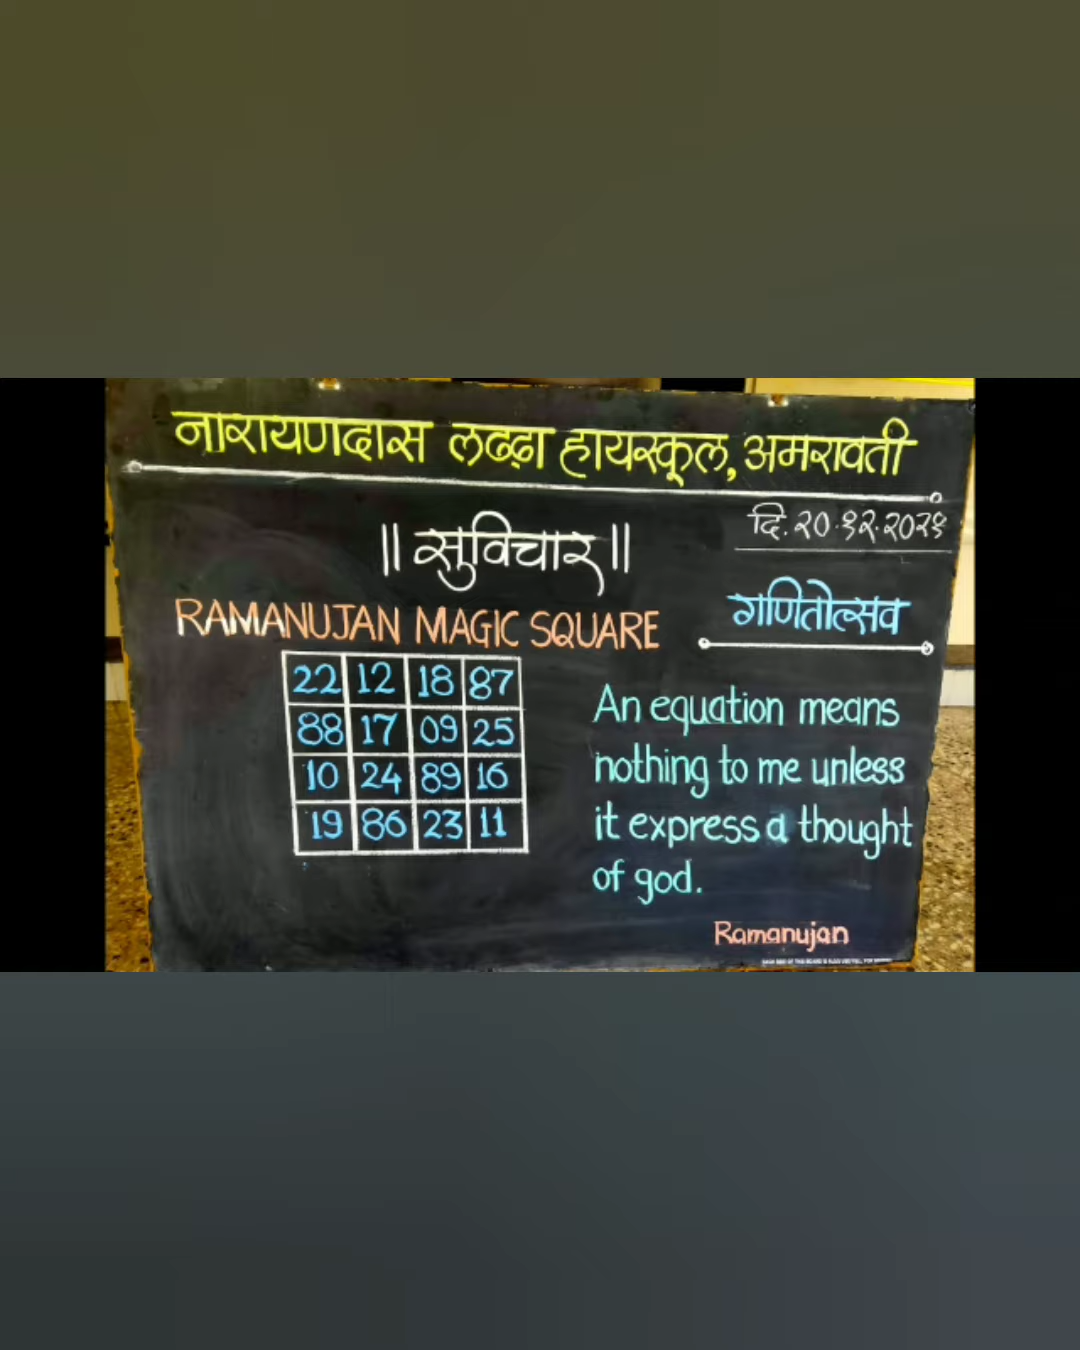 नारायणदास लढ्ढा हायस्कूल, अमरावती
दि. २०.१२.२०२१
|| सुविचार ||
गणितोत्सव
RAMANUJAN MAGIC SQUARE
22 12 18 87
88 17 09 25
10 24 89 16
19 86 23 11
An equation means
nothing to me unless
it express a thought
of god.
Ramanujan